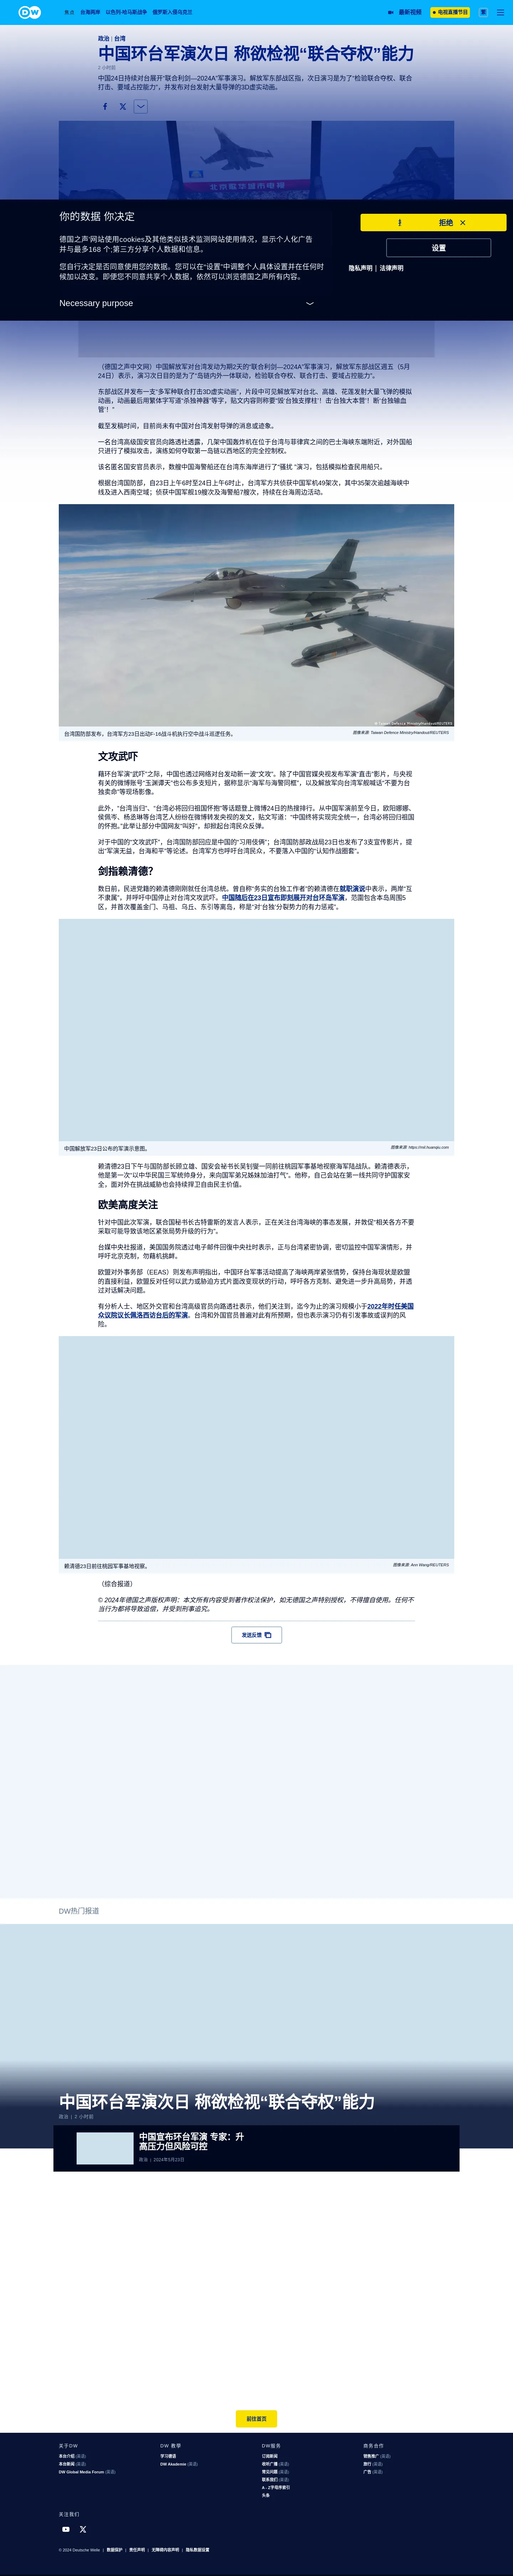 DW
焦点
台海两岸
以色列-哈马斯战争
俄罗斯入侵乌克兰
最新视频
电视直播节目
政治
台湾
中国环台军演次日 称欲检视“联合夺权”能力
2 小时前
中国24日持续对台展开“联合利剑—2024A”军事演习。解放军东部战区指，次日演习是为了“检验联合夺权、联合
打击、要域占控能力”，并发布对台发射大量导弹的3D虚实动画。
你的数据 你决定
德国之声'网站使用cookies及其他类似技术监测网站使用情况，显示个人化广告
并与最多168 个;第三方分享个人数据和信息。
您自行决定是否同意使用您的数据。您可以在“设置”中调整个人具体设置并在任何时
候加以改变。即使您不同意共享个人数据，依然可以浏览德国之声所有内容。
Necessary purpose
拒绝
设置
隐私声明 | 法律声明
（德国之声中文网）中国解放军对台湾发动为期2天的“联合利剑—2024A”军事演习，解放军东部战区週五（5月
24日）表示，演习次日目的是为了“岛链内外一体联动，检验联合夺权、联合打击、要域占控能力”。
东部战区并发布一支“多军种联合打击3D虚实动画”，片段中可见解放军对台北、高雄、花莲发射大量飞弹的模拟
动画，动画最后用繁体字写道“杀独神器”等字，贴文内容则称要“‘毁’台独支撑柱’！击‘台独大本营’！断‘台独输血
管’！”
截至发稿时间，目前尚未有中国对台湾发射导弹的消息或迹象。
一名台湾高级国安官员向路透社透露，几架中国轰炸机在位于台湾与菲律宾之间的巴士海峡东端附近，对外国船
只进行了模拟攻击，演练如何夺取第一岛链以西地区的完全控制权。
该名匿名国安官员表示，数艘中国海警船还在台湾东海岸进行了“骚扰 ”演习，包括模拟检查民用船只。
根据台湾国防部，自23日上午6时至24日上午6时止，台湾军方共侦获中国军机49架次，其中35架次逾越海峡中
线及进入西南空域；侦获中国军舰19艘次及海警船7艘次，持续在台海周边活动。
© Taiwan Defence Ministry/Handout/REUTERS
台湾国防部发布，台湾军方23日出动F-16战斗机执行空中战斗巡逻任务。
图像来源: Taiwan Defence Ministry/Handout/REUTERS
文攻武吓
藉环台军演“武吓”之际，中国也透过网络对台发动新一波“文攻”。除了中国官媒央视发布军演“直击”影片，与央视
有关的微博账号“玉渊谭天”也公布多支短片，据称显示“海军与海警同框”，以及解放军向台湾军舰喊话“不要为台
独卖命”等现场影像。
此外，“台湾当归”、“台湾必将回归祖国怀抱”等话题登上微博24日的热搜排行。从中国军演前至今日，欧阳娜娜、
侯佩岑、杨丞琳等台湾艺人纷纷在微博转发央视的发文，贴文写道：“中国终将实现完全统一，台湾必将回归祖国
的怀抱。”此举让部分中国网友“叫好”，却掀起台湾民众反弹。
对于中国的“文攻武吓”，台湾国防部回应是中国的“习用伎俩”；台湾国防部政战局23日也发布了3支宣传影片，提
出“军演无益，台海和平”等论述。台湾军方也呼吁台湾民众，不要落入中国的“认知作战圈套”。
剑指赖清德？
数日前，民进党籍的赖清德刚刚就任台湾总统。曾自称“务实的台独工作者”的赖清德在就职演说中表示，两岸“互
不隶属”，并呼吁中国停止对台湾文攻武吓。中国随后在23日宣布即刻展开对台环岛军演，范围包含本岛周围5
区，并首次覆盖金门、马祖、乌丘、东引等离岛，称是“对‘台独’分裂势力的有力惩戒”。
中国解放军23日公布的军演示意图。
图像来源: https://mil.huanqiu.com
赖清德23日下午与国防部长顾立雄、国安会祕书长吴钊燮一同前往桃园军事基地视察海军陆战队。赖清德表示，
他是第一次“以中华民国三军统帅身分，来向国军弟兄姊妹加油打气”。他称，自己会站在第一线共同守护国家安
全，面对外在挑战威胁也会持续捍卫自由民主价值。
欧美高度关注
针对中国此次军演，联合国秘书长古特雷斯的发言人表示，正在关注台湾海峡的事态发展，并敦促“相关各方不要
采取可能导致该地区紧张局势升级的行为”。
台媒中央社报道，美国国务院透过电子邮件回復中央社时表示，正与台湾紧密协调，密切监控中国军演情形，并
呼吁北京克制，勿藉机挑衅。
欧盟对外事务部（EEAS）则发布声明指出，中国环台军事活动提高了海峡两岸紧张情势，保持台海现状是欧盟
的直接利益，欧盟反对任何以武力或胁迫方式片面改变现状的行动，呼吁各方克制、避免进一步升高局势，并透
过对话解决问题。
有分析人士、地区外交官和台湾高级官员向路透社表示，他们关注到，迄今为止的演习规模小于2022年时任美国
众议院议长佩洛西访台后的军演。台湾和外国官员普遍对此有所预期，但也表示演习仍有引发事故或误判的风
险。
赖清德23日前往桃园军事基地视察。
图像来源: Ann Wang/REUTERS
（综合报道）
© 2024年德国之声版权声明：本文所有内容受到著作权法保护，如无德国之声特别授权，不得擅自使用。任何不
当行为都将导致追偿，并受到刑事追究。
发送反馈
DW热门报道
中国环台军演次日 称欲检视“联合夺权”能力
政治 | 2 小时前
中国宣布环台军演 专家：升
高压力但风险可控
政治 | 2024年5月23日
前往首页
关于DW
本台介绍 (英语)
本台新闻 (英语)
DW Global Media Forum (英语)
DW 教学
学习德语
DW Akademie (英语)
DW服务
订阅新闻
收听广播 (英语)
常见问题 (英语)
联系我们 (英语)
A - Z字母序索引
头条
商务合作
销售推广 (英语)
旅行 (英语)
广告 (英语)
关注我们
© 2024 Deutsche Welle | 数据保护 | 责任声明 | 无障碍内容声明 | 隐私数据设置